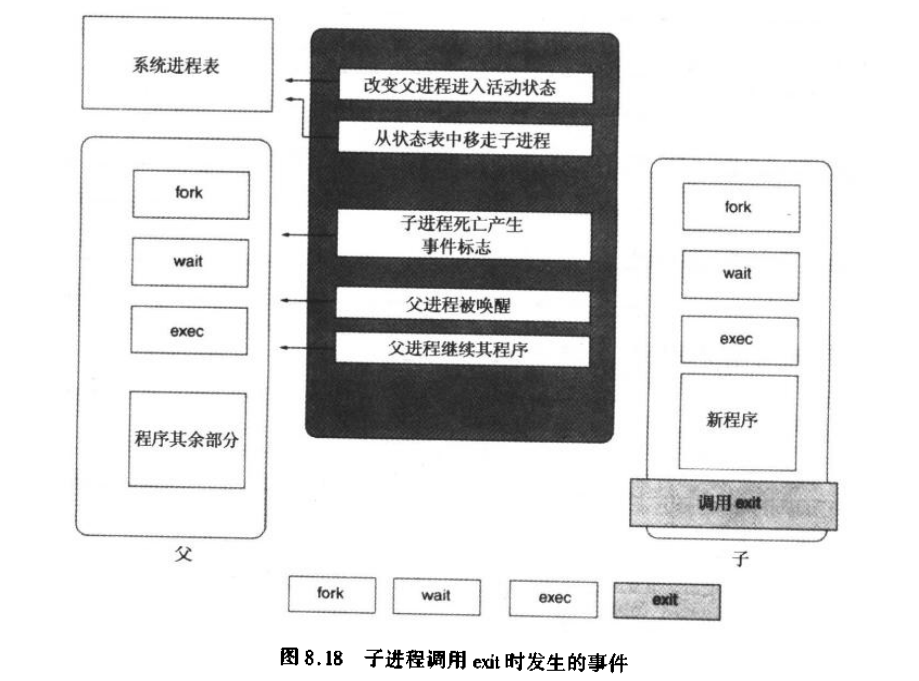 系统进程表
改变父进程进入活动状态
从状态表中移走子进程
子进程死亡产生
事件标志
父进程被唤醒
父进程继续其程序
fork
wait
exec
程序其余部分
父
fork
wait
exec
新程序
调用 exit
子
fork
wait
exec
exit
图 8.18 子进程调用 exit 时发生的事件